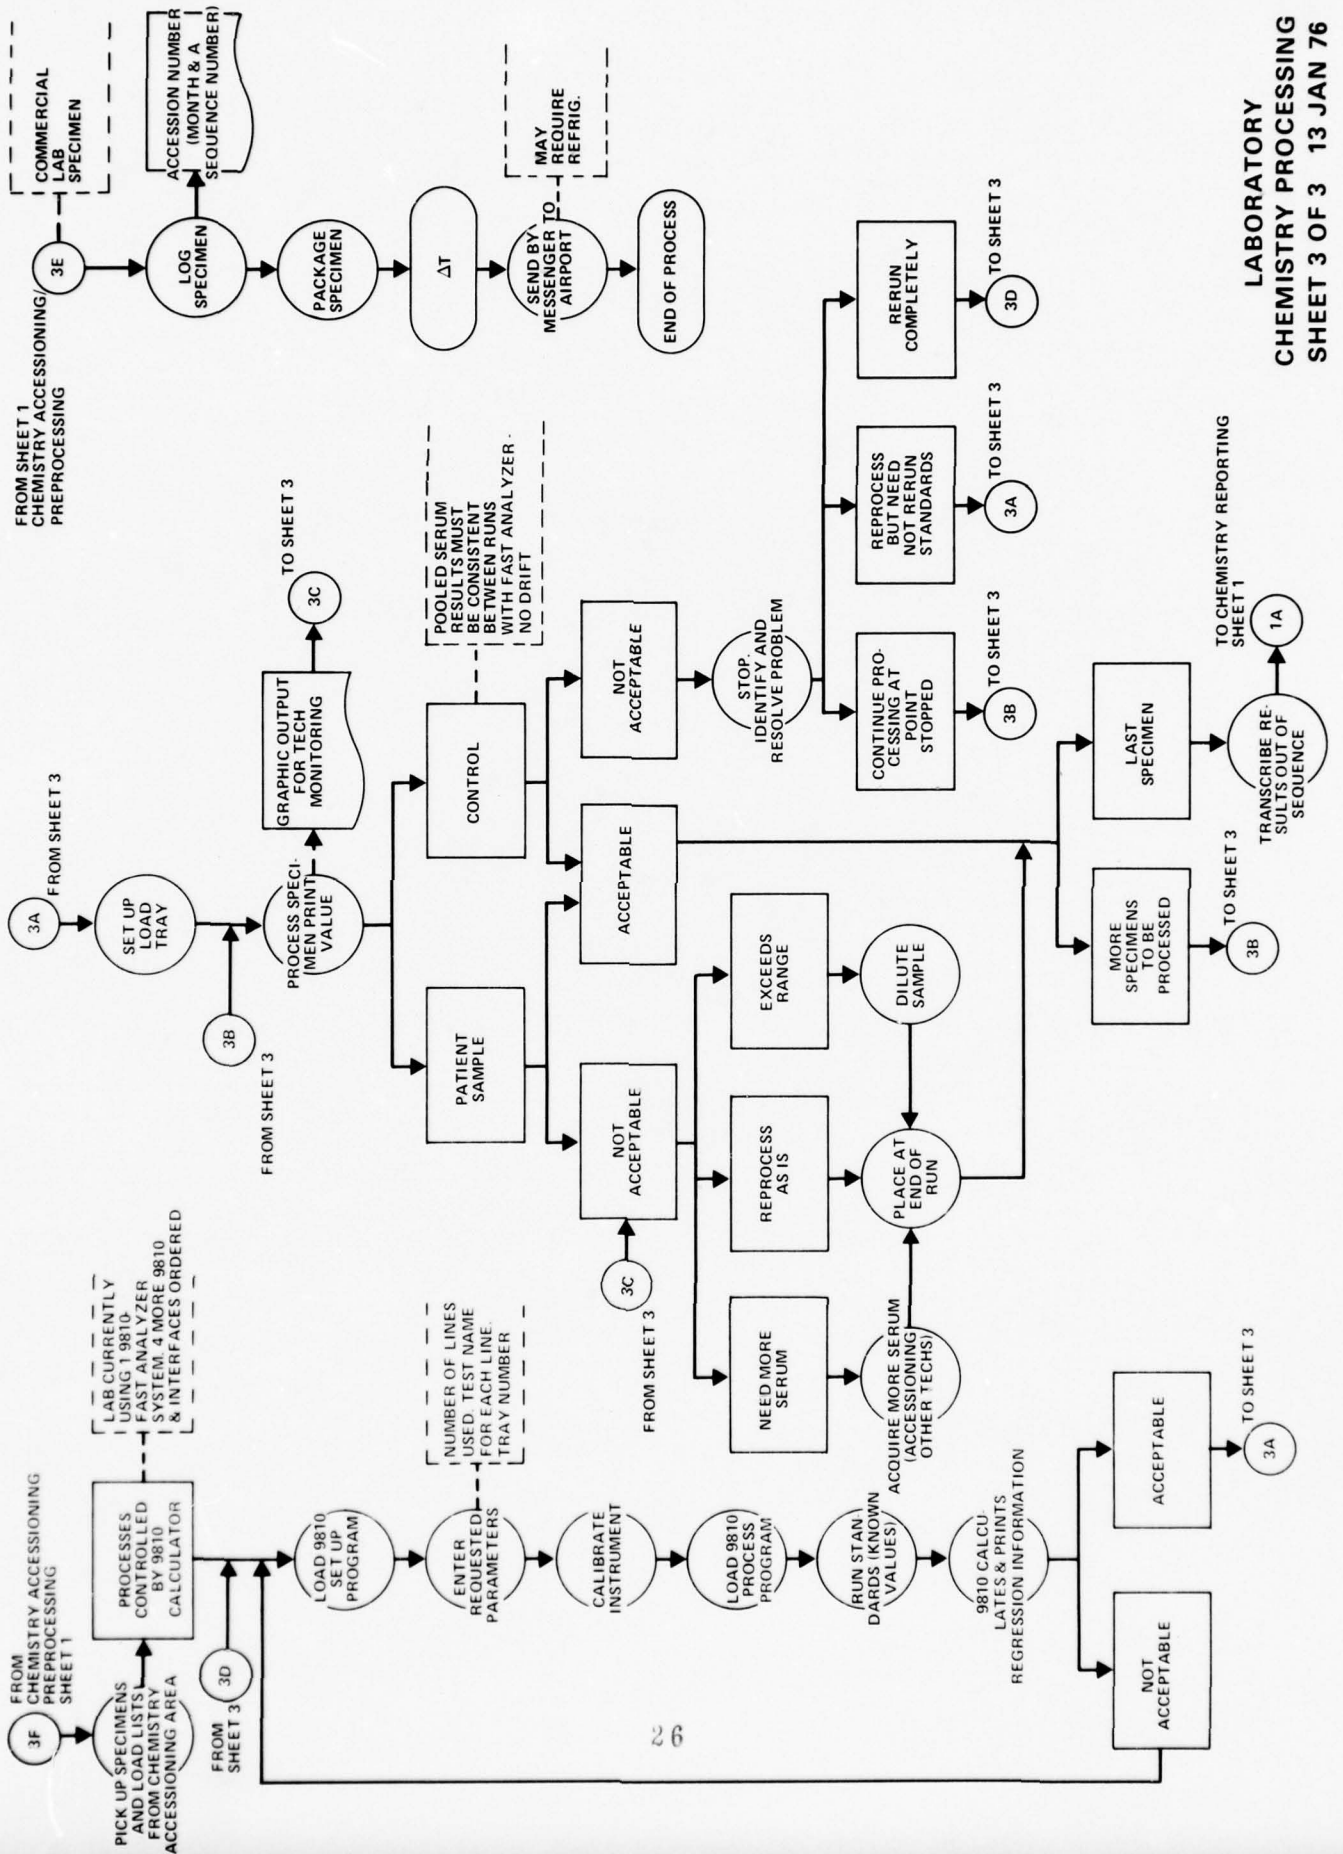 3F
FROM
CHEMISTRY ACCESSIONING
PREPROCESSING
SHEET 1
PICK UP SPECIMENS
AND LOAD LISTS
FROM CHEMISTRY
ACCESSIONING AREA
PROCESSES
CONTROLLED
BY 9810
CALCULATOR
LAB CURRENTLY
USING 1 9810-
FAST ANALYZER
SYSTEM. 4 MORE 9810
& INTERFACES ORDERED
FROM
SHEET 3
3D
LOAD 9810
SET UP
PROGRAM
ENTER
REQUESTED
PARAMETERS
NUMBER OF LINES
USED. TEST NAME
FOR EACH LINE.
TRAY NUMBER
CALIBRATE
INSTRUMENT
LOAD 9810
PROCESS
PROGRAM
RUN STAN-
DARDS (KNOWN
VALUES)
9810 CALCU-
LATES & PRINTS
REGRESSION INFORMATION
NOT
ACCEPTABLE
ACCEPTABLE
TO SHEET 3
3A
3A
FROM SHEET 3
SET UP
LOAD
TRAY
3B
FROM SHEET 3
PROCESS SPECI-
MEN PRINT
VALUE
GRAPHIC OUTPUT
FOR TECH
MONITORING
3C
TO SHEET 3
PATIENT
SAMPLE
CONTROL
POOLED SERUM
RESULTS MUST
BE CONSISTENT
BETWEEN RUNS
WITH FAST ANALYZER -
NO DRIFT
3C
FROM SHEET 3
NOT
ACCEPTABLE
ACCEPTABLE
NOT
ACCEPTABLE
NEED MORE
SERUM
REPROCESS
AS IS
EXCEEDS
RANGE
ACQUIRE MORE SERUM
(ACCESSIONING
OTHER TECHS)
PLACE AT
END OF
RUN
DILUTE
SAMPLE
STOP.
IDENTIFY AND
RESOLVE PROBLEM
CONTINUE PRO-
CESSING AT
POINT
STOPPED
REPROCESS
BUT NEED
NOT RERUN
STANDARDS
RERUN
COMPLETELY
3B
TO SHEET 3
3A
TO SHEET 3
3D
TO SHEET 3
MORE
SPECIMENS
TO BE
PROCESSED
LAST
SPECIMEN
3B
TO SHEET 3
TRANSCRIBE RE-
SULTS OUT OF
SEQUENCE
1A
TO CHEMISTRY REPORTING
SHEET 1
FROM SHEET 1
CHEMISTRY ACCESSIONING/
PREPROCESSING
3E
COMMERCIAL
LAB
SPECIMEN
LOG
SPECIMEN
ACCESSION NUMBER
(MONTH & A
SEQUENCE NUMBER)
PACKAGE
SPECIMEN
ΔT
SEND BY
MESSENGER TO
AIRPORT
MAY
REQUIRE
REFRIG.
END OF PROCESS
LABORATORY
CHEMISTRY PROCESSING
SHEET 3 OF 3 13 JAN 76
26